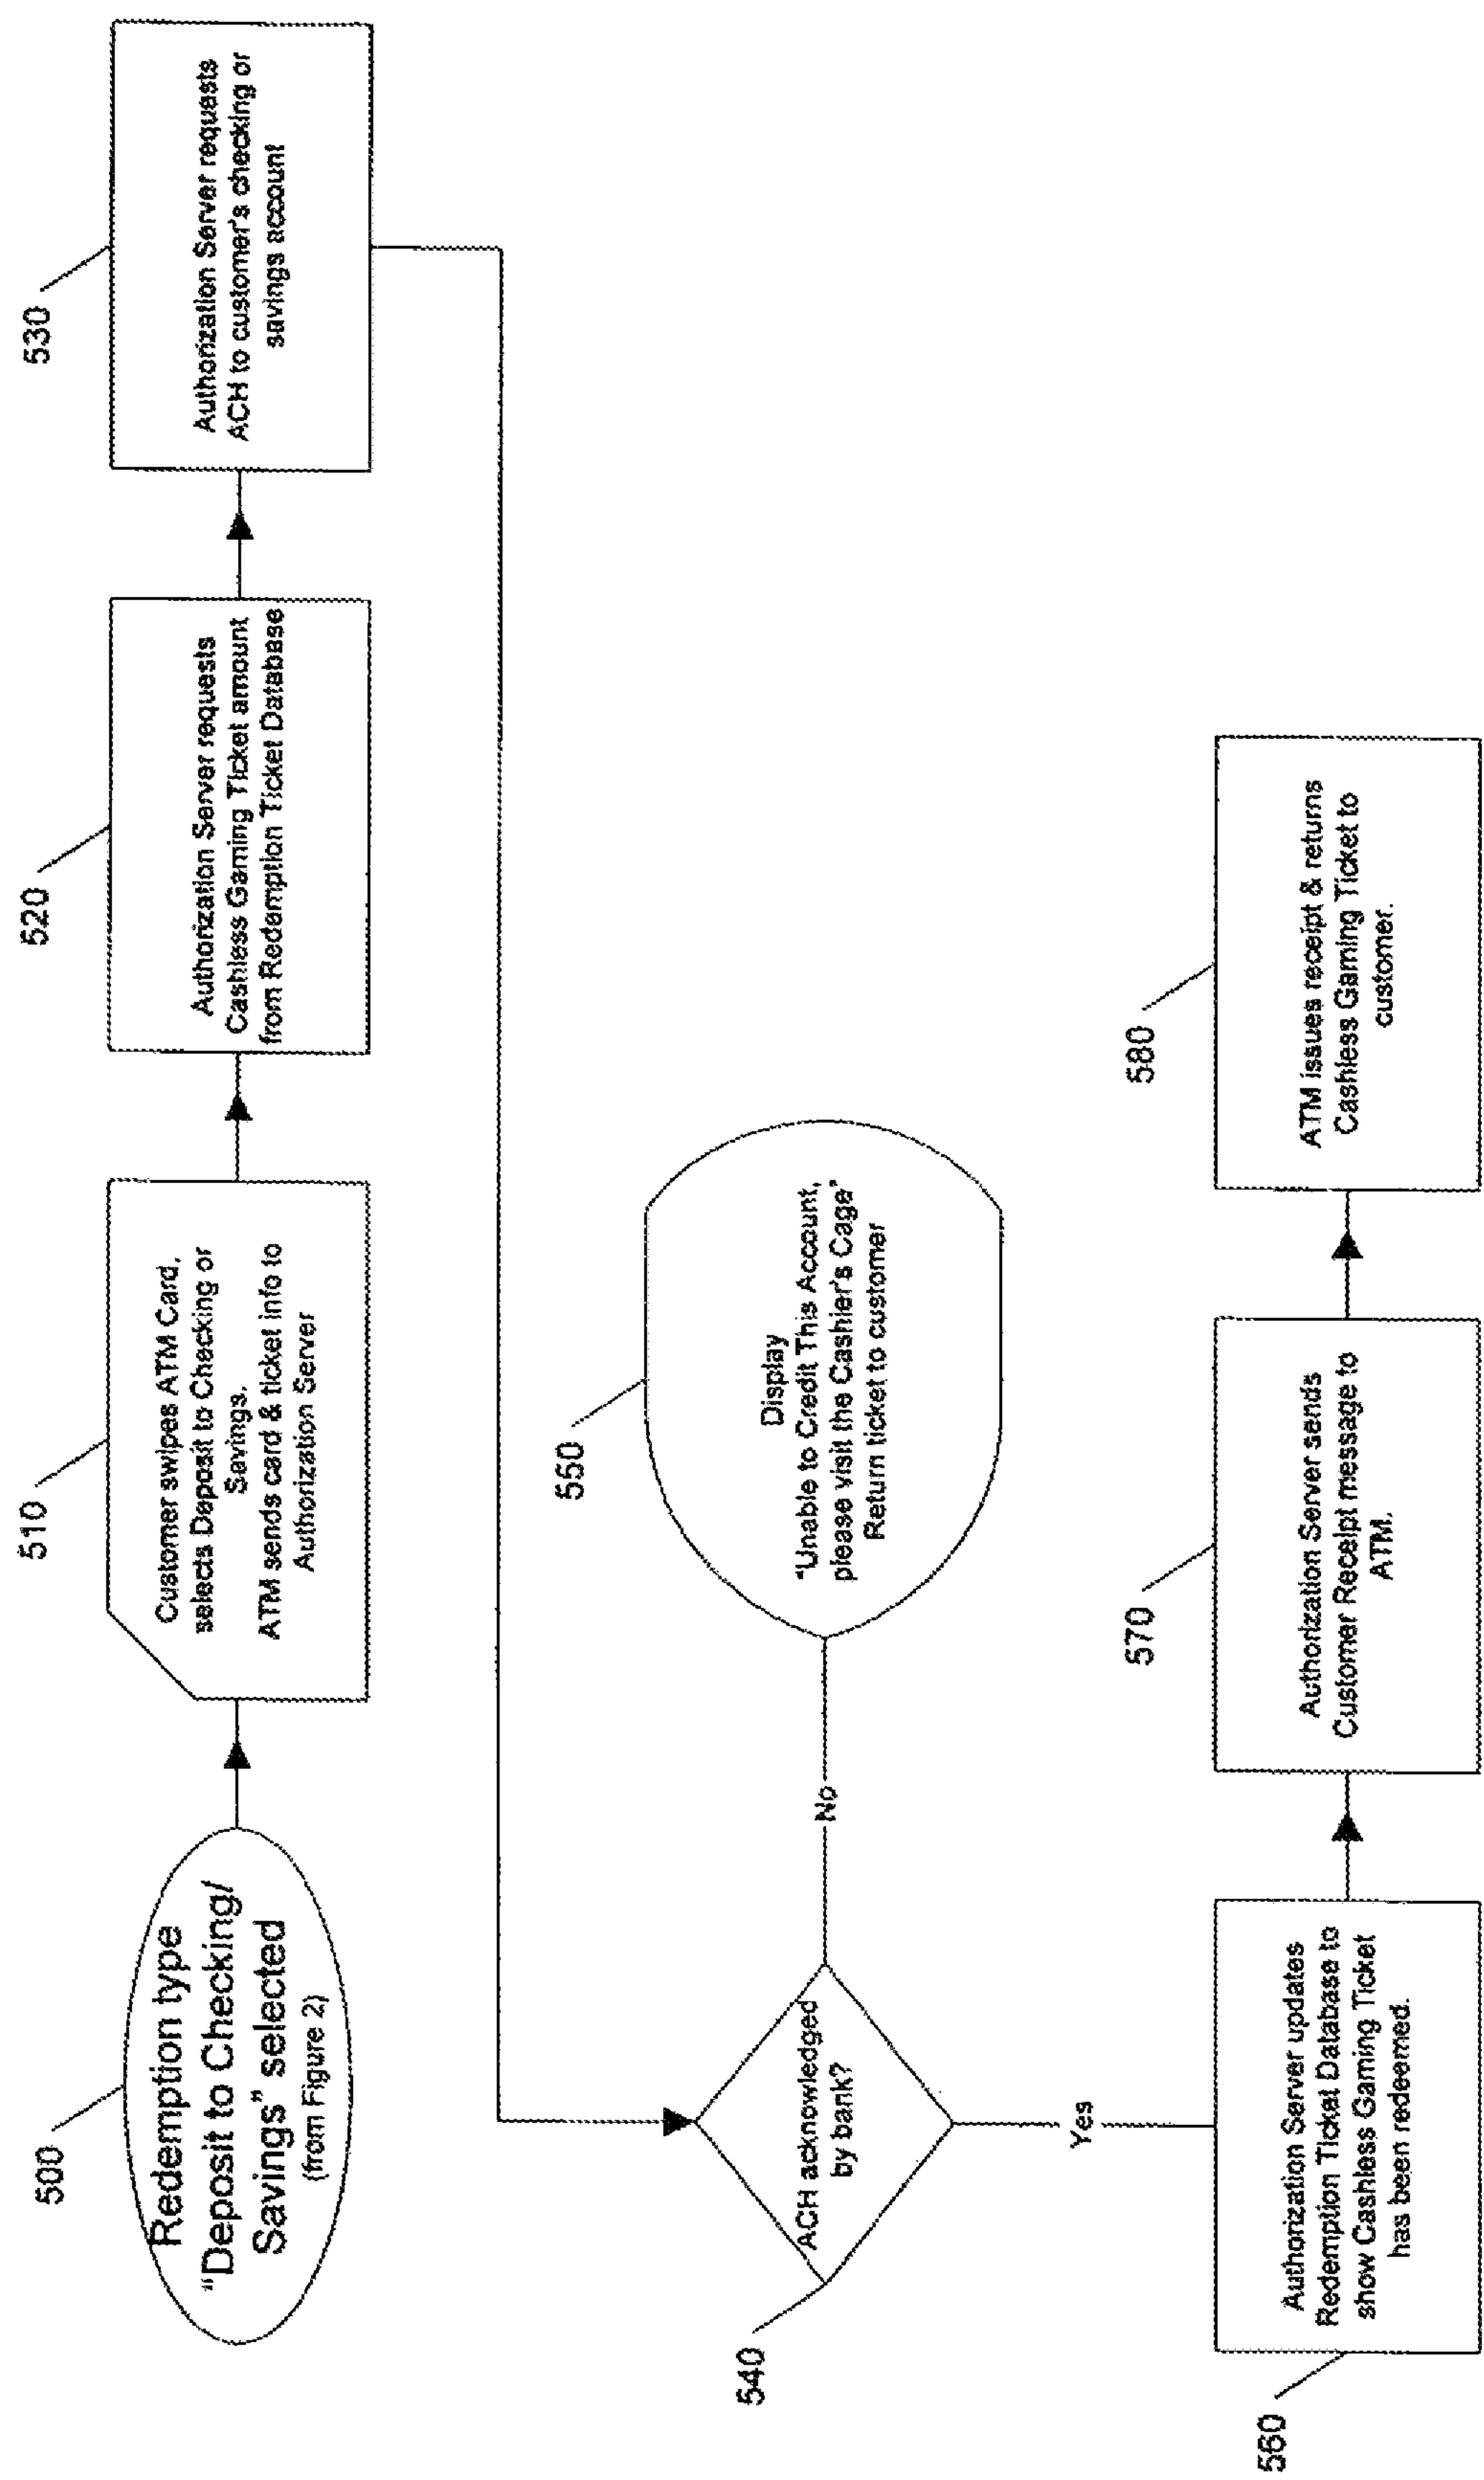 500
Redemption type
"Deposit to Checking/
Savings" selected
(from Figure 2)
510
Customer swipes ATM Card,
selects Deposit to Checking or
Savings.
ATM sends card & ticket info to
Authorization Server
520
Authorization Server requests
Cashless Gaming Ticket amount
from Redemption Ticket Database
530
Authorization Server requests
ACH to customer's checking or
savings account
540
ACH acknowledged
by bank?
No
550
Display
"Unable to Credit This Account,
please visit the Cashier's Cage"
Return ticket to customer
Yes
560
Authorization Server updates
Redemption Ticket Database to
show Cashless Gaming Ticket
has been redeemed.
570
Authorization Server sends
Customer Receipt message to
ATM.
580
ATM issues receipt & returns
Cashless Gaming Ticket to
customer.